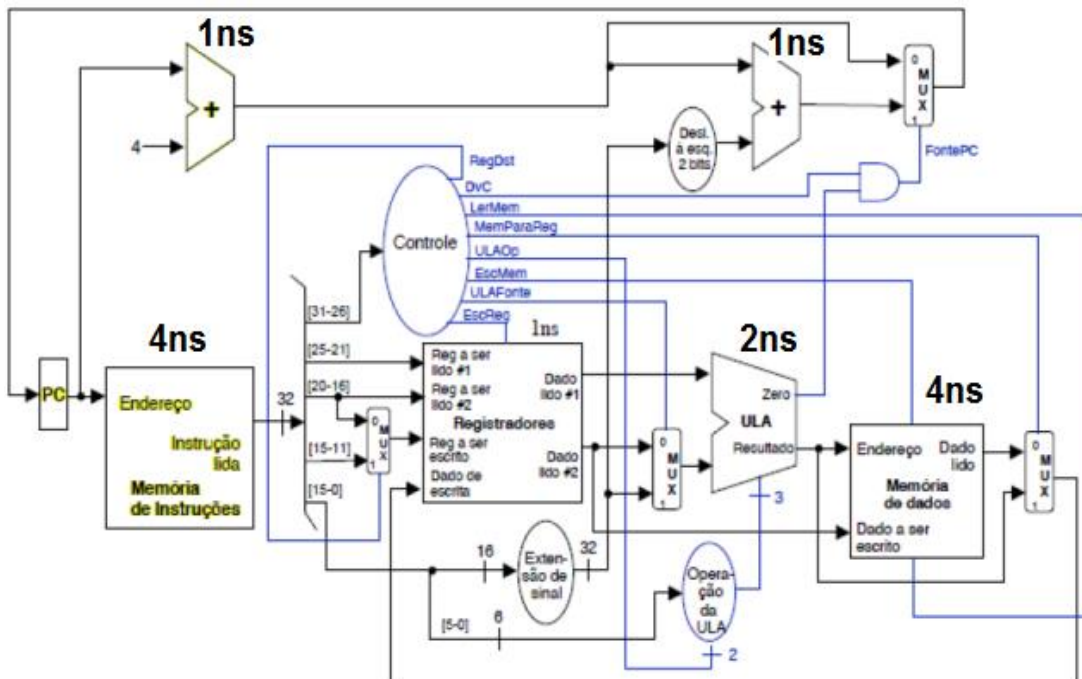 1ns
1ns
+
4
+
0
M
U
X
1
Desl.
à esq.
2 bits
FontePC
RegDst
DvC
LerMem
MemParaReg
ULAOp
EscMem
ULAFonte
EscReg
Controle
[31-26]
[25-21]
[20-16]
[15-11]
[15-0]
4ns
PC
Endereço
Instrução
lida
Memória
de Instruções
32
0
M
U
X
1
1ns
Reg a ser
lido #1
Reg a ser
lido #2
Registradores
Reg a ser
escrito
Dado de
escrita
Dado
lido #1
Dado
lido #2
0
M
U
X
1
2ns
Zero
ULA
Resultado
3
4ns
Endereço
Dado
lido
Memória
de dados
Dado a ser
escrito
0
M
U
X
1
16
Exten-
são de
sinal
32
[5-0]
6
Opera-
ção da
ULA
2